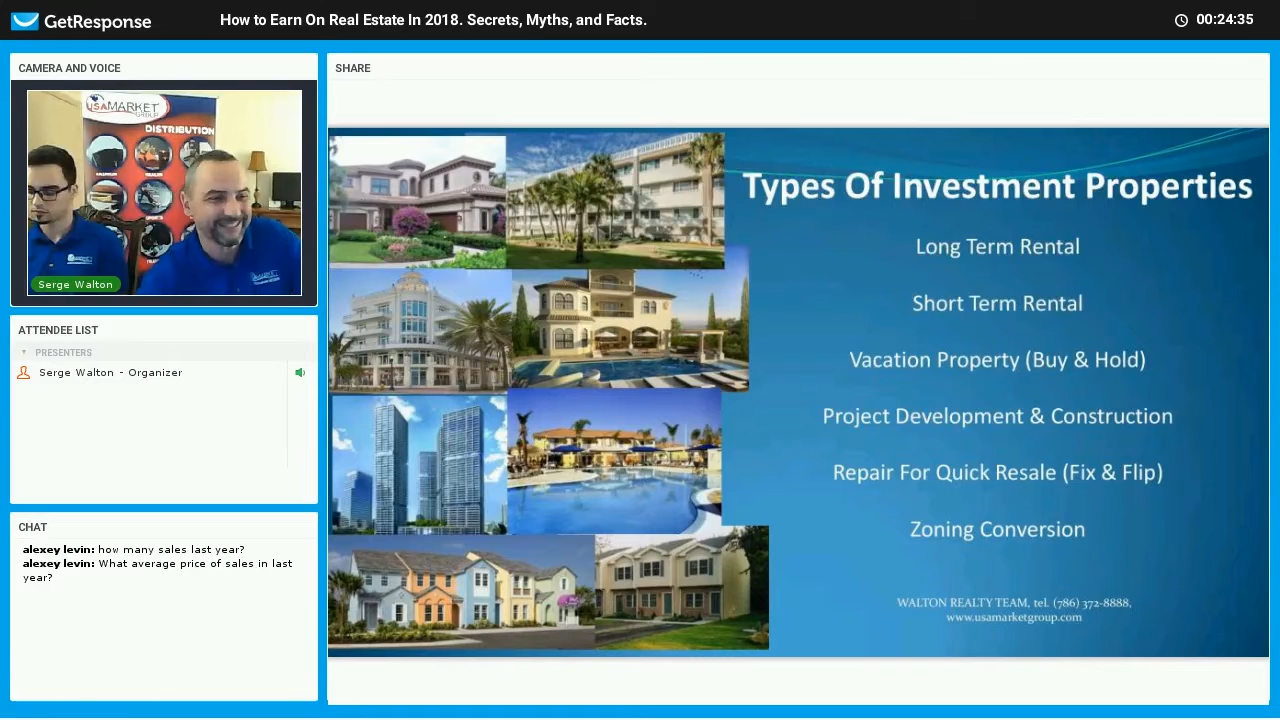 GetResponse
How to Earn On Real Estate In 2018. Secrets, Myths, and Facts.
00:24:35
CAMERA AND VOICE
USAMARKET
GROUP
DISTRIBUTION
Serge Walton
ATTENDEE LIST
PRESENTERS
Serge Walton - Organizer
CHAT
alexey levin: how many sales last year?
alexey levin: What average price of sales in last
year?
SHARE
Types Of Investment Properties
Long Term Rental
Short Term Rental
Vacation Property (Buy & Hold)
Project Development & Construction
Repair For Quick Resale (Fix & Flip)
Zoning Conversion
WALTON REALTY TEAM, tel. (786) 372-8888,
www.usamarketgroup.com